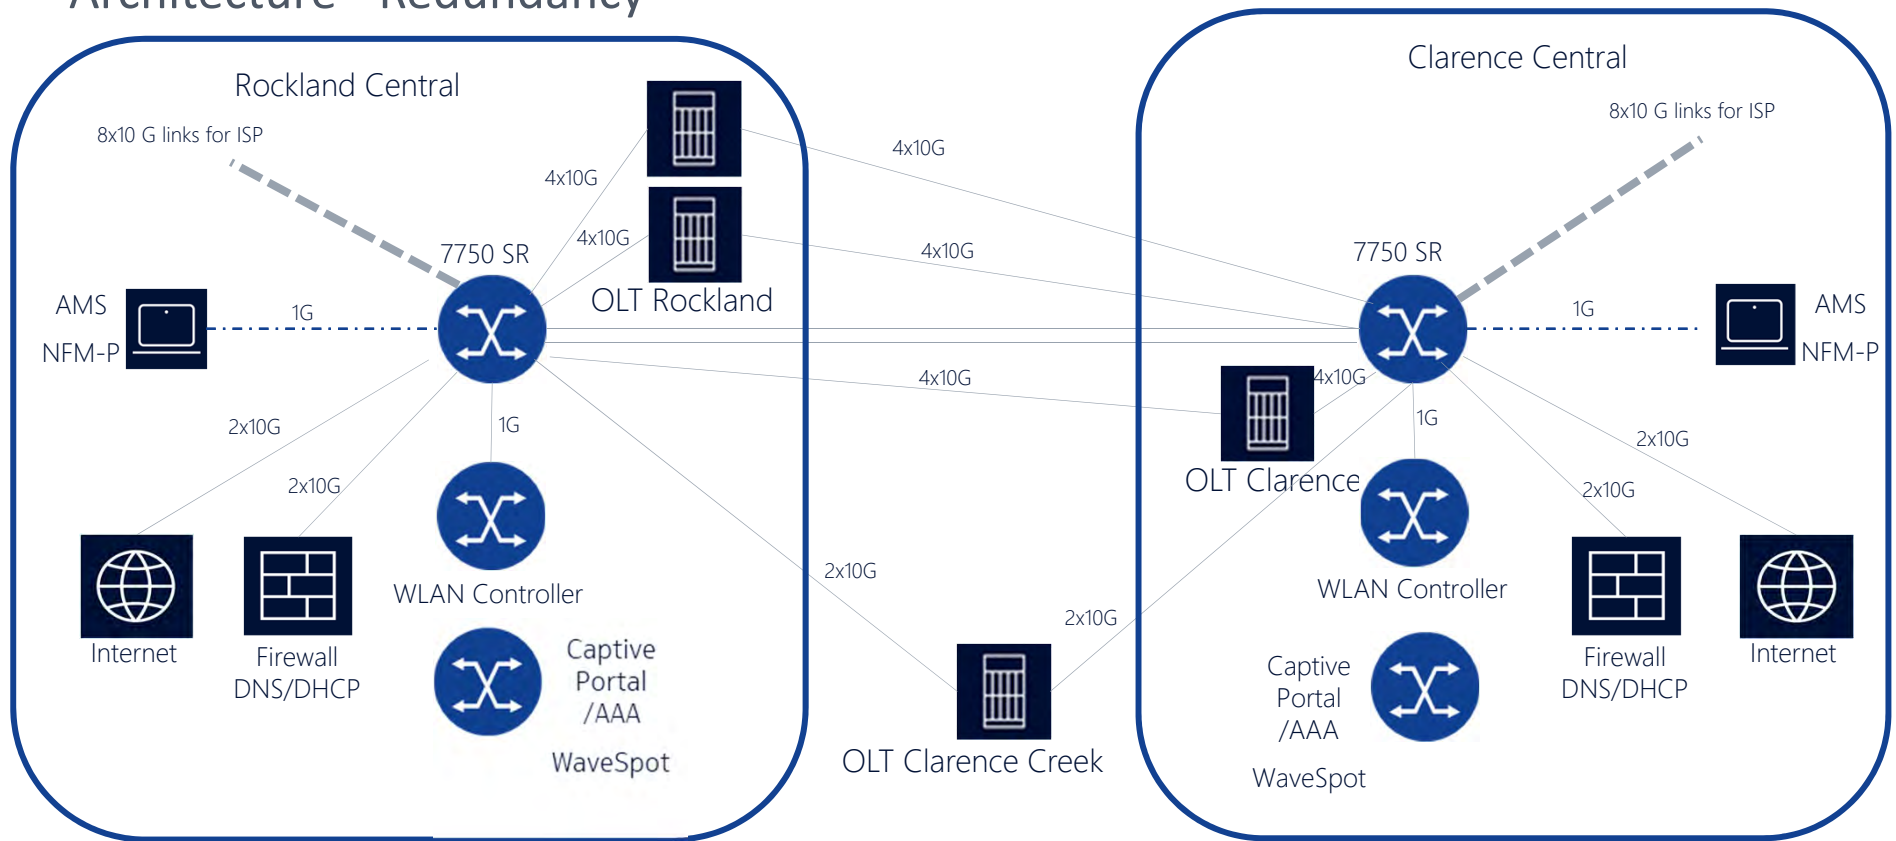 Architecture - Redundancy
Rockland Central
8x10 G links for ISP
4x10G
4x10G
7750 SR
OLT Rockland
AMS
NFM-P
1G
2x10G
2x10G
1G
WLAN Controller
Internet
Firewall
DNS/DHCP
Captive
Portal
/AAA
WaveSpot
4x10G
4x10G
4x10G
2x10G
2x10G
OLT Clarence Creek
Clarence Central
8x10 G links for ISP
7750 SR
1G
AMS
NFM-P
4x10G
OLT Clarence
1G
2x10G
2x10G
WLAN Controller
Captive
Portal
/AAA
WaveSpot
Firewall
DNS/DHCP
Internet